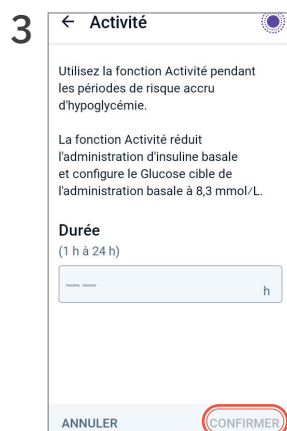 3
← Activité
Utilisez la fonction Activité pendant
les périodes de risque accru
d'hypoglycémie.
La fonction Activité réduit
l'administration d'insuline basale
et configure le Glucose cible de
l'administration basale à 8,3 mmol/L.
Durée
(1 h à 24 h)
—— h
ANNULER CONFIRMER